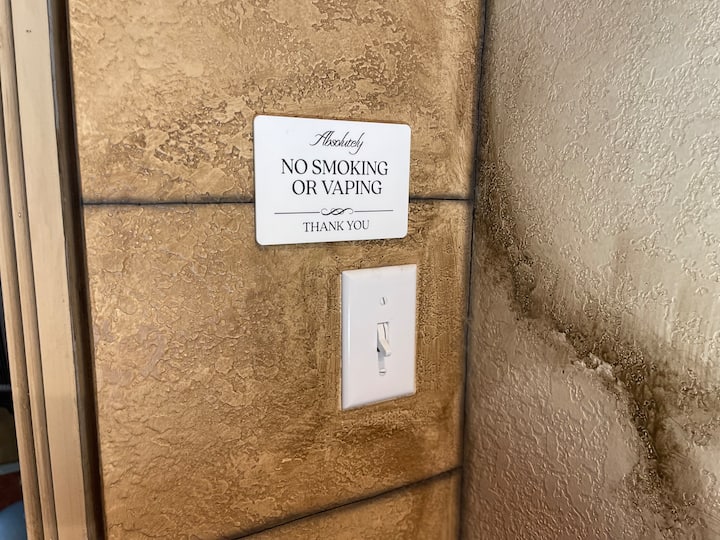 Absolutely
NO SMOKING
OR VAPING
THANK YOU